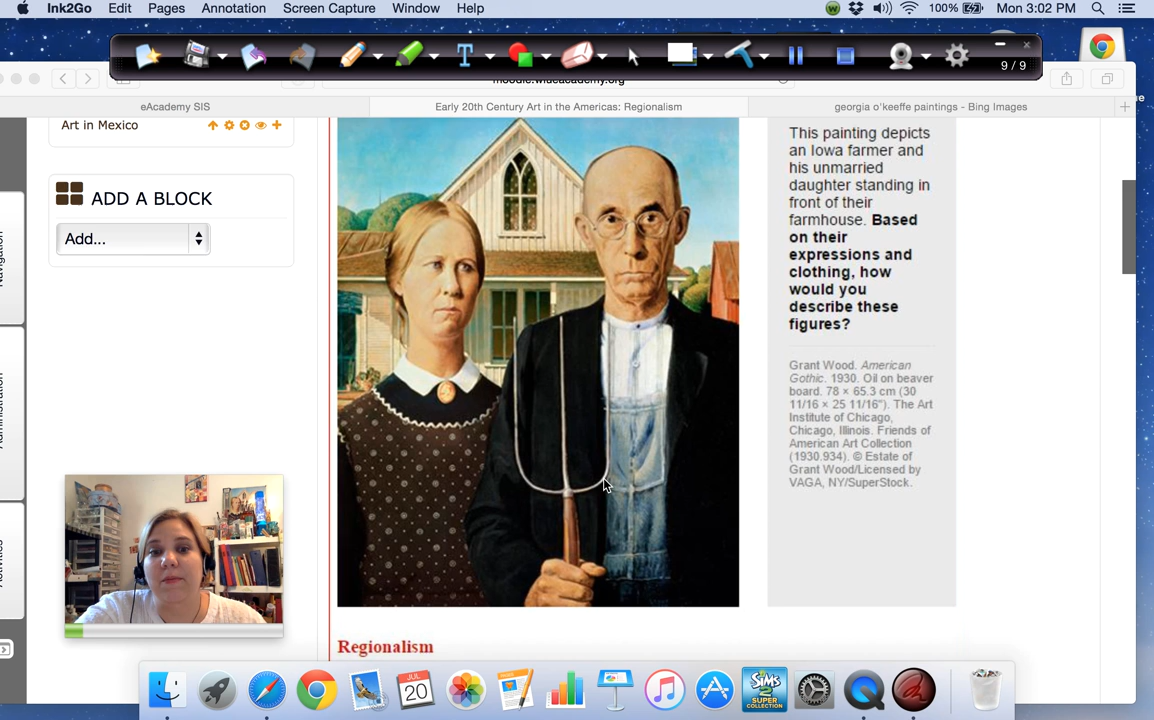 Ink2Go Edit Pages Annotation Screen Capture Window Help
100% Mon 3:02 PM
9 / 9
eAcademy SIS
Early 20th Century Art in the Americas: Regionalism
georgia o'keeffe paintings - Bing Images
Art in Mexico
ADD A BLOCK
Add...
This painting depicts
an Iowa farmer and
his unmarried
daughter standing in
front of their
farmhouse. Based
on their
expressions and
clothing, how
would you
describe these
figures?
Grant Wood. American
Gothic. 1930. Oil on beaver
board. 78 × 65.3 cm (30
11/16 × 25 11/16"). The Art
Institute of Chicago,
Chicago, Illinois. Friends of
American Art Collection
(1930.934). © Estate of
Grant Wood/Licensed by
VAGA, NY/SuperStock.
Regionalism
JUL
20
THE
SIMS
2
SUPER
COLLECTION